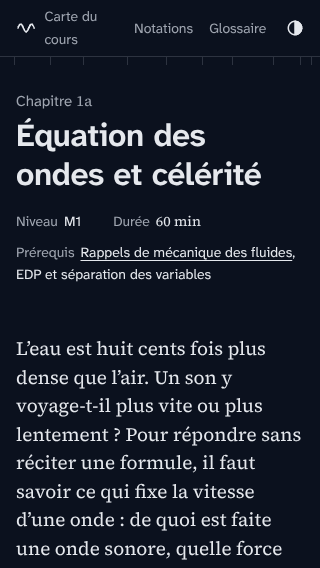 Carte du
cours
Notations
Glossaire
Chitre 1a
Équation des
ondes et célérité
Niveau M1 Durée 60 min
Prérequis Rappels de mécanique des fluides,
EDP et séparation des variables
L’eau est huit cents fois plus
dense que l’air. Un son y
voyage-t-il plus vite ou plus
lentement ? Pour répondre sans
réciter une formule, il faut
savoir ce qui fixe la vitesse
d’une onde : de quoi est faite
une onde sonore, quelle force